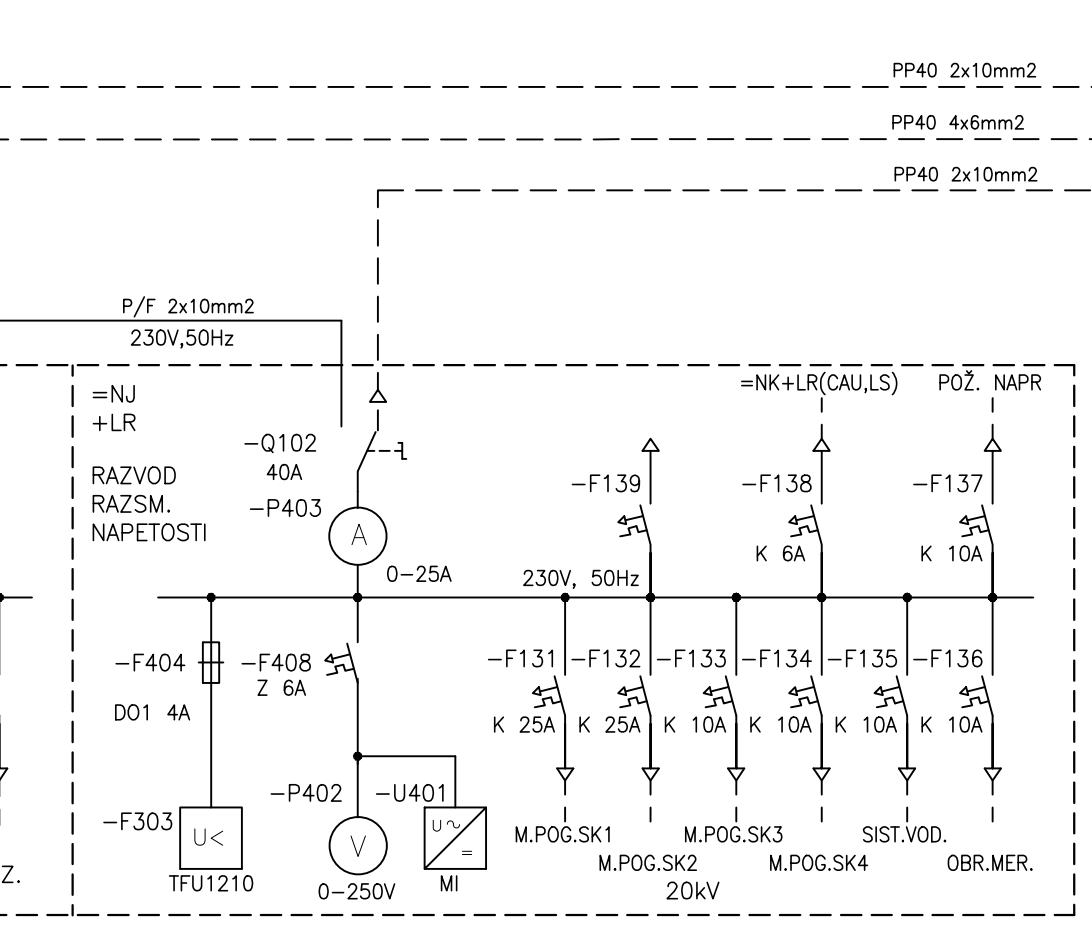 PP40 2x10mm2
PP40 4x6mm2
PP40 2x10mm2
P/F 2x10mm2
230V,50Hz
=NJ
+LR
RAZVOD
RAZSM.
NAPETOSTI
=NK+LR(CAU,LS)
POŽ. NAPR
-Q102
40A
-P403
A
0-25A
-F139
-F138
K 6A
-F137
K 10A
230V, 50Hz
-F404
DO1 4A
-F408
Z 6A
-F131
K 25A
-F132
K 25A
-F133
K 10A
-F134
K 10A
-F135
K 10A
-F136
K 10A
-F303
U<
TFU1210
-P402
V
0-250V
-U401
U~
=
MI
M.POG.SK1
M.POG.SK2
M.POG.SK3
M.POG.SK4
SIST.VOD.
OBR.MER.
20kV
Z.